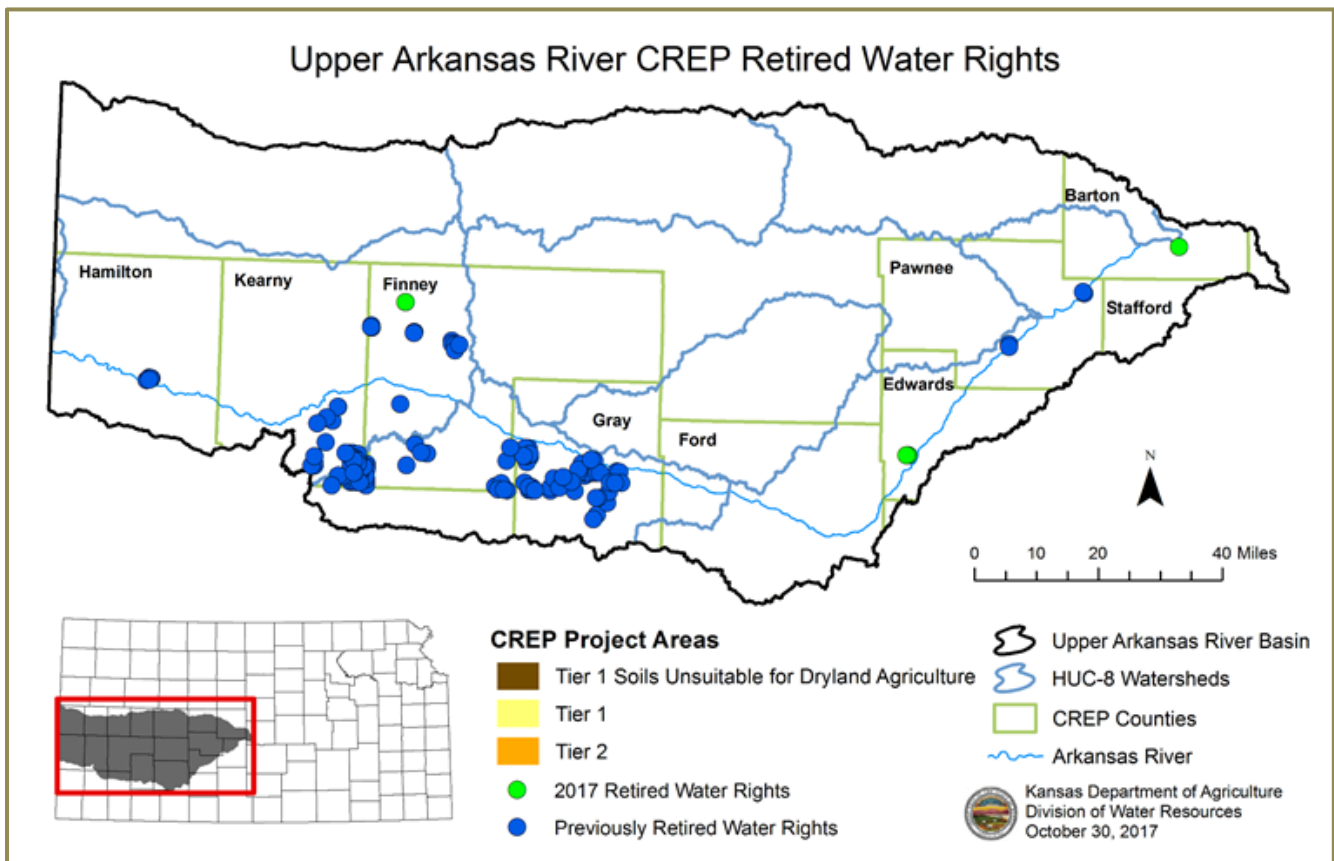 Upper Arkansas River CREP Retired Water Rights
Barton
Hamilton
Kearny
Finney
Pawnee
Stafford
Edwards
Gray
Ford
N
0 10 20 40 Miles
CREP Project Areas
Tier 1 Soils Unsuitable for Dryland Agriculture
Tier 1
Tier 2
2017 Retired Water Rights
Previously Retired Water Rights
Upper Arkansas River Basin
HUC-8 Watersheds
CREP Counties
Arkansas River
Kansas Department of Agriculture
Division of Water Resources
October 30, 2017